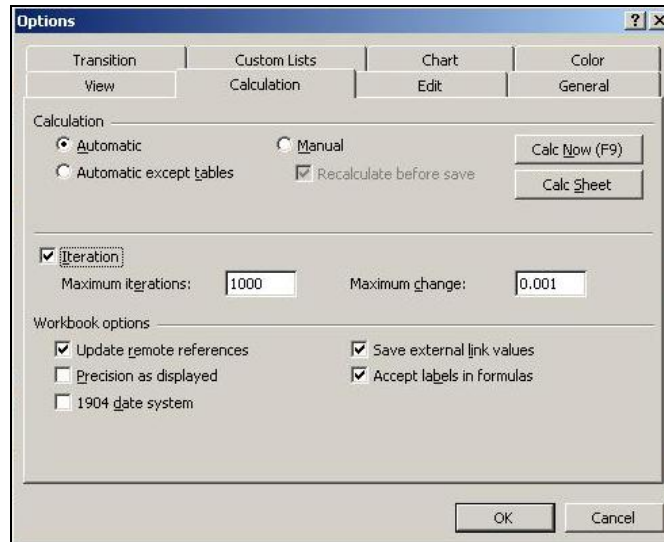 Options
Transition Custom Lists Chart Color
View Calculation Edit General
Calculation
Automatic Manual Calc Now (F9)
Automatic except tables Recalculate before save Calc Sheet
Iteration
Maximum iterations: 1000 Maximum change: 0.001
Workbook options
Update remote references Save external link values
Precision as displayed Accept labels in formulas
1904 date system
OK Cancel